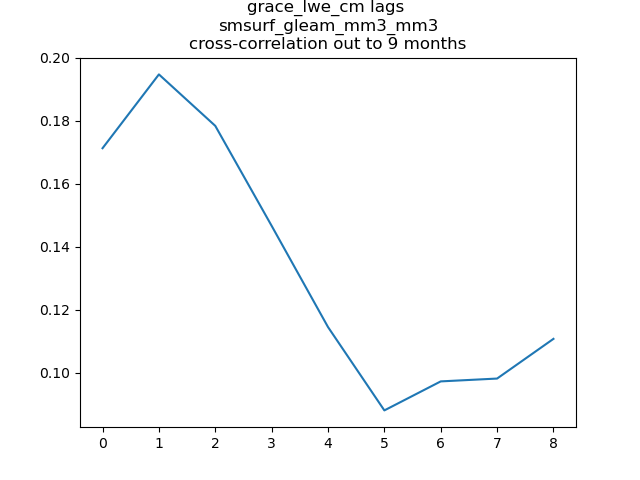 grace_lwe_cm lags
smsurf_gleam_mm3_mm3
cross-correlation out to 9 months
0.20
0.18
0.16
0.14
0.12
0.10
0 1 2 3 4 5 6 7 8